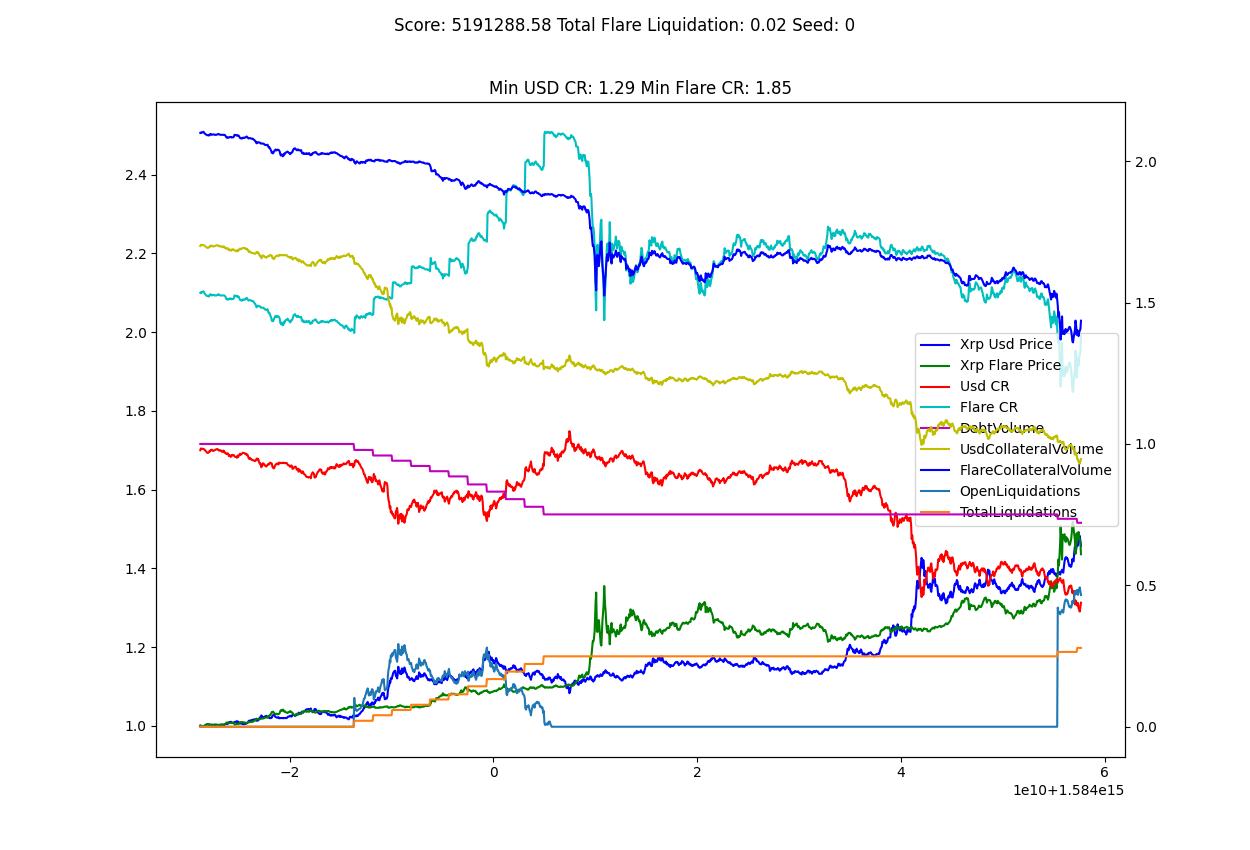 Score: 5191288.58 Total Flare Liquidation: 0.02 Seed: 0
Min USD CR: 1.29 Min Flare CR: 1.85
2.4
2.2
2.0
1.8
1.6
1.4
1.2
1.0
2.0
1.5
1.0
0.5
0.0
Xrp Usd Price
Xrp Flare Price
Usd CR
Flare CR
DebtVolume
UsdCollateralVolume
FlareCollateralVolume
OpenLiquidations
TotalLiquidations
−2 0 2 4 6
1e10+1.584e15